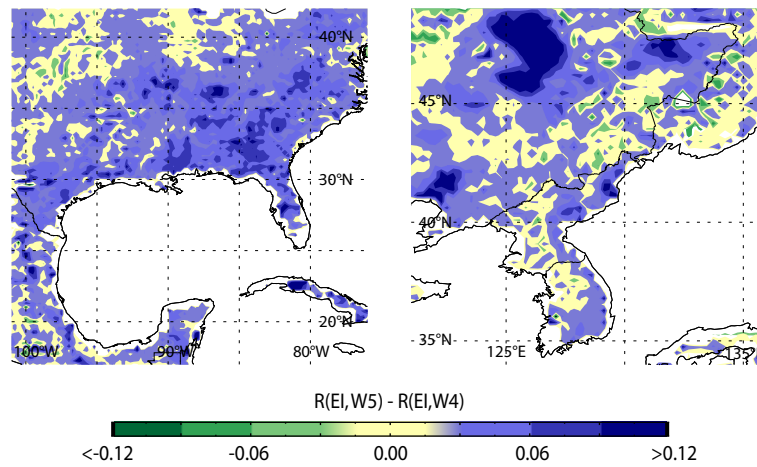 40°N
30°N
20°N
100°W
90°W
80°W
45°N
40°N
35°N
125°E
135°
R(EI,W5) - R(EI,W4)
<-0.12
-0.06
0.00
0.06
>0.12